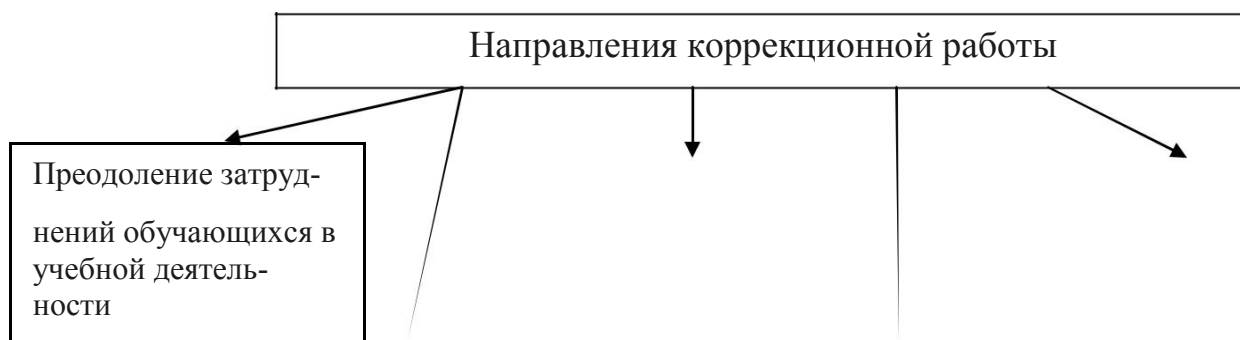 Направления коррекционной работы
Преодоление затруд-
нений обучающихся в
учебной деятель-
ности